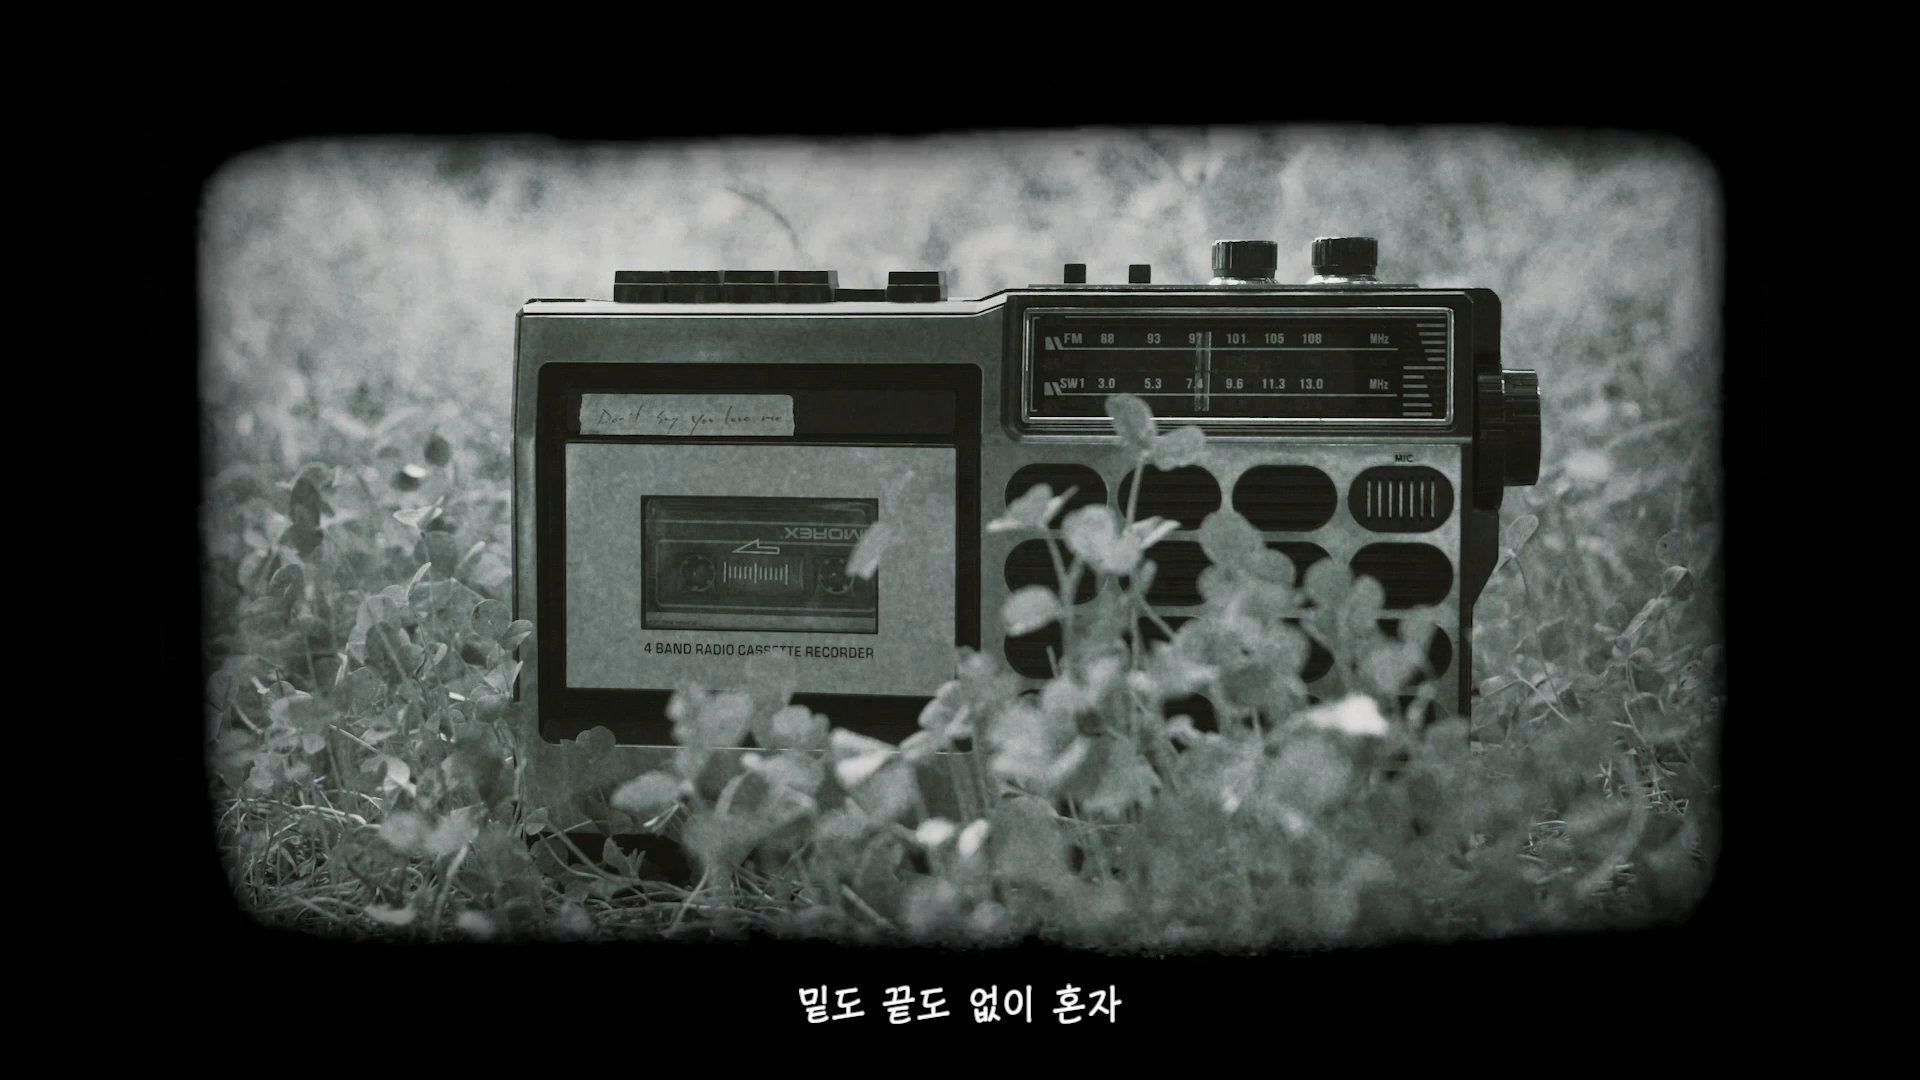 FM 88 93 97 101 105 108 MHz
SW1 3.0 5.3 7.4 9.6 11.3 13.0 MHz
Don't say you love me
MIC
MOREX
4 BAND RADIO CASSETTE RECORDER
밑도 끝도 없이 혼자